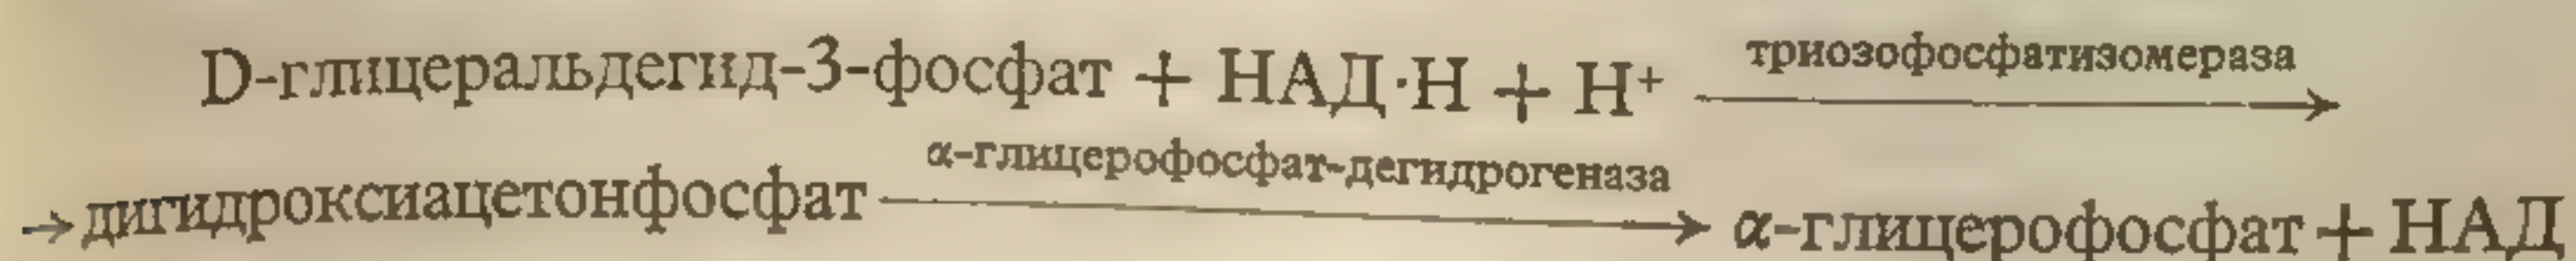 триозофосфатизомераза
D-глицеральдегид-3-фосфат + НАД·Н + Н⁺ ⟶
α-глицерофосфат-дегидрогеназа
→ дигидроксиацетонфосфат ⟶ α-глицерофосфат + НАД